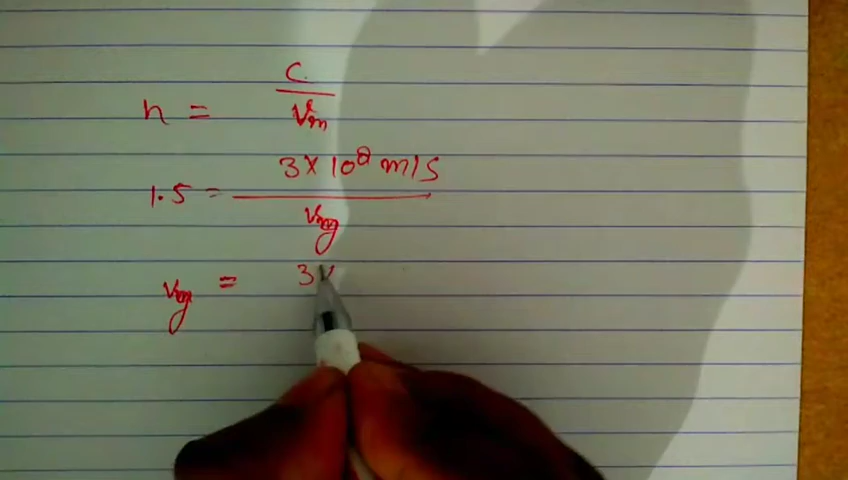 n = c / vm
1.5 = 3 × 10⁸ m/s / vg
vg = 3×